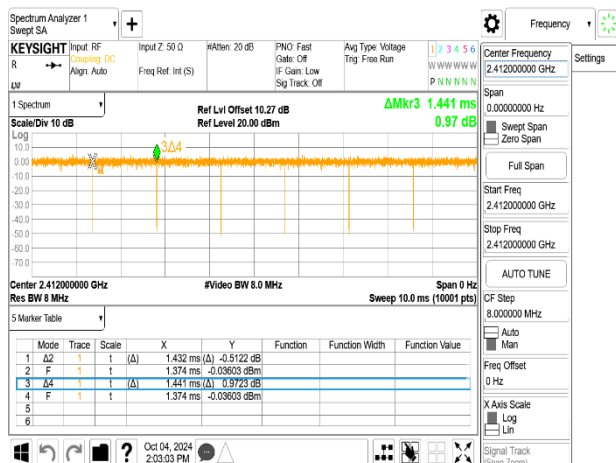 Spectrum Analyzer 1
Swept SA
Frequency
KEYSIGHT
R
Input: RF
Coupling: DC
Align: Auto
Input Z: 50 Ω
Freq Ref: Int (S)
#Atten: 20 dB
PNO: Fast
Gate: Off
IF Gain: Low
Sig Track: Off
Avg Type: Voltage
Trig: Free Run
1 2 3 4 5 6
W W W W W W
P N N N N N
1 Spectrum
Scale/Div 10 dB
Ref Lvl Offset 10.27 dB
Ref Level 20.00 dBm
ΔMkr3 1.441 ms
0.97 dB
Log
10.0
0.00
-10.0
-20.0
-30.0
-40.0
-50.0
-60.0
-70.0
3Δ4
Center 2.412000000 GHz
Res BW 8 MHz
#Video BW 8.0 MHz
Span 0 Hz
Sweep 10.0 ms (10001 pts)
5 Marker Table
Mode Trace Scale X Y Function Function Width Function Value
1 Δ2 1 t (Δ) 1.432 ms (Δ) -0.5122 dB
2 F 1 t 1.374 ms -0.03603 dBm
3 Δ4 1 t (Δ) 1.441 ms (Δ) 0.9723 dB
4 F 1 t 1.374 ms -0.03603 dBm
5
6
Oct 04, 2024
2:03:03 PM
Center Frequency
2.412000000 GHz
Settings
Span
0.00000000 Hz
Swept Span
Zero Span
Full Span
Start Freq
2.412000000 GHz
Stop Freq
2.412000000 GHz
AUTO TUNE
CF Step
8.000000 MHz
Auto
Man
Freq Offset
0 Hz
X Axis Scale
Log
Lin
Signal Track
(Span Zoom)